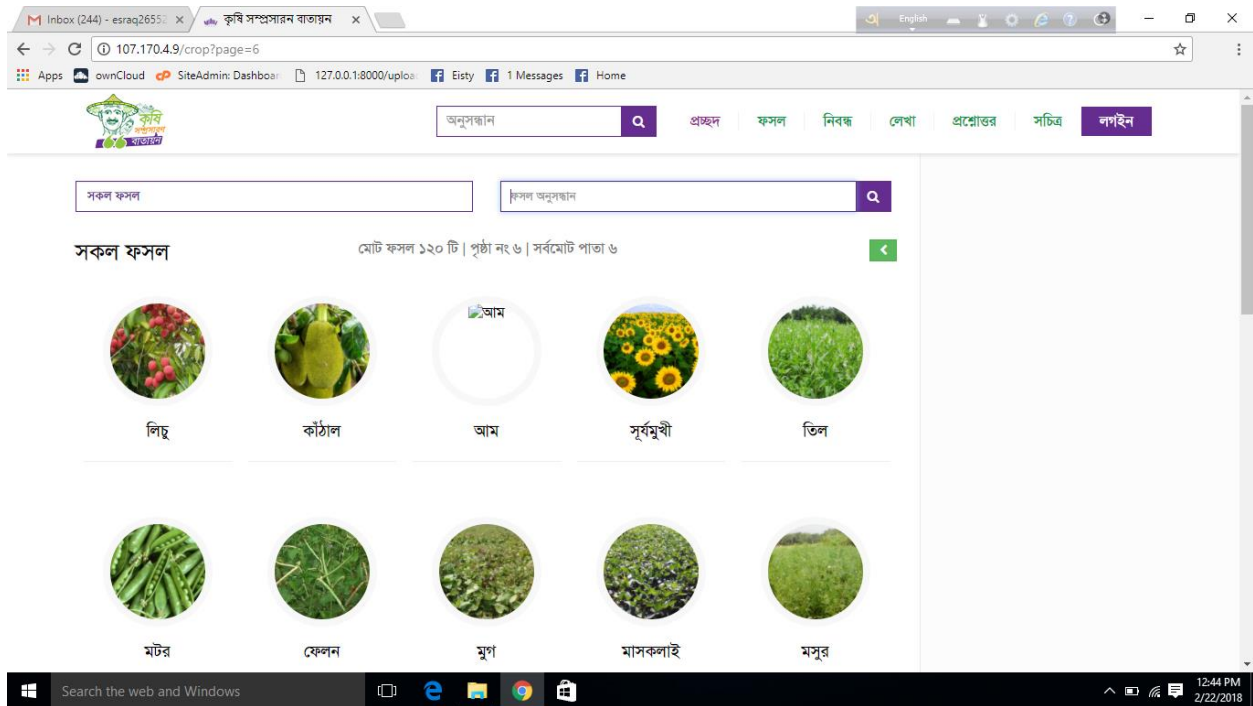 Inbox (244) - esraq2655
কৃষি সম্প্রসারন বাতায়ন
English
107.170.4.9/crop?page=6
Apps ownCloud SiteAdmin: Dashboar 127.0.0.1:8000/uploa Eisty 1 Messages Home
কৃষি
সম্প্রসারণ
বাতায়ন
অনুসন্ধান প্রচ্ছদ ফসল নিবন্ধ লেখা প্রশ্নোত্তর সচিত্র লগইন
সকল ফসল ফসল অনুসন্ধান
সকল ফসল মোট ফসল ১২০ টি | পৃষ্ঠা নং ৬ | সর্বমোট পাতা ৬
আম
লিচু কাঁঠাল আম সূর্যমুখী তিল
মটর ফেলন মুগ মাসকলাই মসুর
Search the web and Windows
12:44 PM
2/22/2018